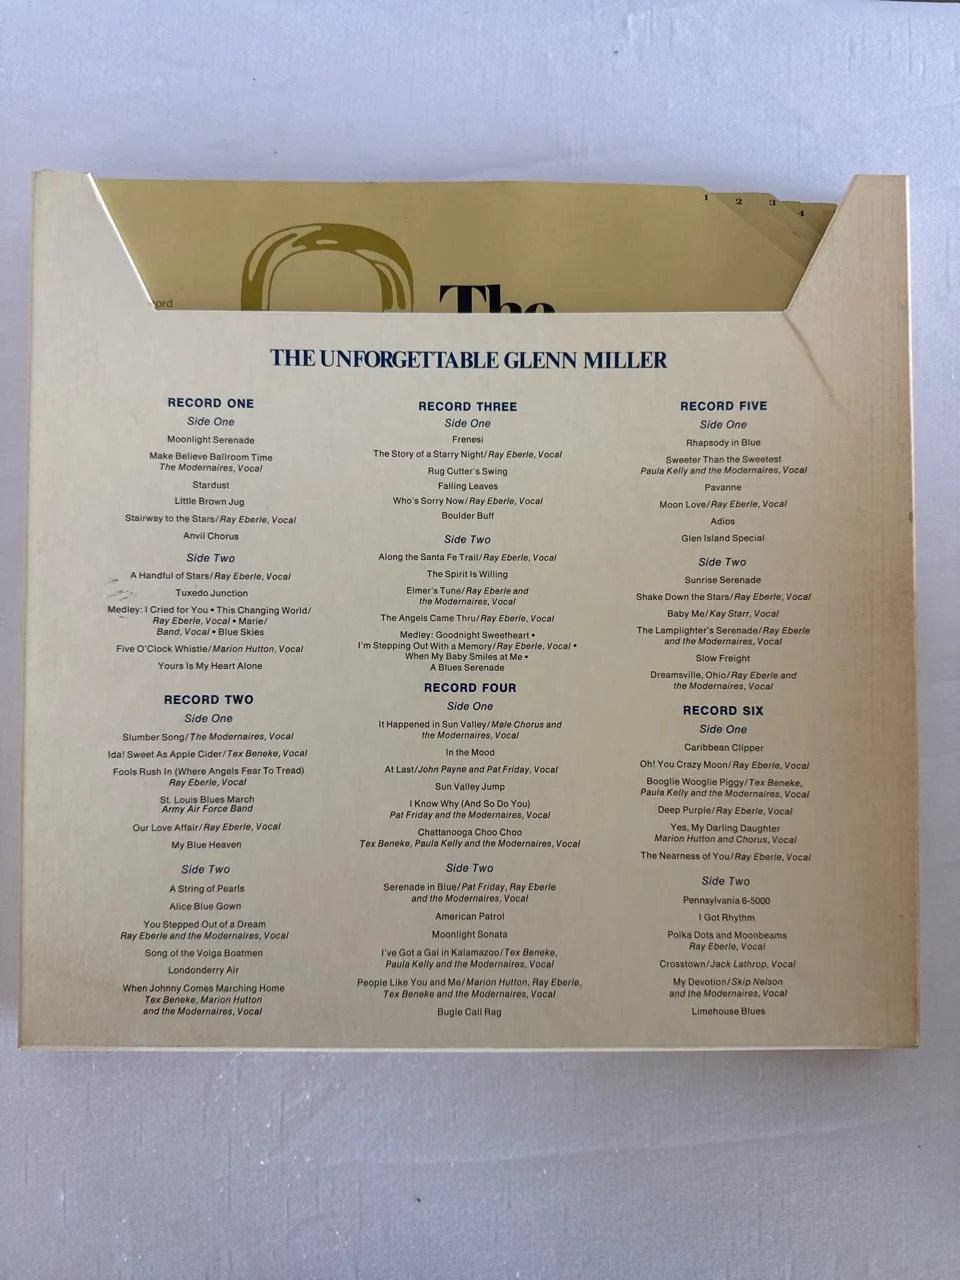 1
2
3
4
ord
The
THE UNFORGETTABLE GLENN MILLER
RECORD ONE
Side One
Moonlight Serenade
Make Believe Ballroom Time
The Modernaires, Vocal
Stardust
Little Brown Jug
Stairway to the Stars/Ray Eberle, Vocal
Anvil Chorus
Side Two
A Handful of Stars/Ray Eberle, Vocal
Tuxedo Junction
Medley: I Cried for You • This Changing World/
Ray Eberle, Vocal • Marie/
Band, Vocal • Blue Skies
Five O'Clock Whistle/Marion Hutton, Vocal
Yours Is My Heart Alone
RECORD TWO
Side One
Slumber Song/The Modernaires, Vocal
Ida! Sweet As Apple Cider/Tex Beneke, Vocal
Fools Rush In (Where Angels Fear To Tread)
Ray Eberle, Vocal
St. Louis Blues March
Army Air Force Band
Our Love Affair/Ray Eberle, Vocal
My Blue Heaven
Side Two
A String of Pearls
Alice Blue Gown
You Stepped Out of a Dream
Ray Eberle and the Modernaires, Vocal
Song of the Volga Boatmen
Londonderry Air
When Johnny Comes Marching Home
Tex Beneke, Marion Hutton
and the Modernaires, Vocal
RECORD THREE
Side One
Frenesi
The Story of a Starry Night/Ray Eberle, Vocal
Rug Cutter's Swing
Falling Leaves
Who's Sorry Now/Ray Eberle, Vocal
Boulder Buff
Side Two
Along the Santa Fe Trail/Ray Eberle, Vocal
The Spirit Is Willing
Elmer's Tune/Ray Eberle and
the Modernaires, Vocal
The Angels Came Thru/Ray Eberle, Vocal
Medley: Goodnight Sweetheart •
I'm Stepping Out With a Memory/Ray Eberle, Vocal •
When My Baby Smiles at Me •
A Blues Serenade
RECORD FOUR
Side One
It Happened in Sun Valley/Male Chorus and
the Modernaires, Vocal
In the Mood
At Last/John Payne and Pat Friday, Vocal
Sun Valley Jump
I Know Why (And So Do You)
Pat Friday and the Modernaires, Vocal
Chattanooga Choo Choo
Tex Beneke, Paula Kelly and the Modernaires, Vocal
Side Two
Serenade in Blue/Pat Friday, Ray Eberle
and the Modernaires, Vocal
American Patrol
Moonlight Sonata
I've Got a Gal in Kalamazoo/Tex Beneke,
Paula Kelly and the Modernaires, Vocal
People Like You and Me/Marion Hutton, Ray Eberle,
Tex Beneke and the Modernaires, Vocal
Bugle Call Rag
RECORD FIVE
Side One
Rhapsody in Blue
Sweeter Than the Sweetest
Paula Kelly and the Modernaires, Vocal
Pavanne
Moon Love/Ray Eberle, Vocal
Adios
Glen Island Special
Side Two
Sunrise Serenade
Shake Down the Stars/Ray Eberle, Vocal
Baby Me/Kay Starr, Vocal
The Lamplighter's Serenade/Ray Eberle
and the Modernaires, Vocal
Slow Freight
Dreamsville, Ohio/Ray Eberle and
the Modernaires, Vocal
RECORD SIX
Side One
Caribbean Clipper
Oh! You Crazy Moon/Ray Eberle, Vocal
Booglie Wooglie Piggy/Tex Beneke,
Paula Kelly and the Modernaires, Vocal
Deep Purple/Ray Eberle, Vocal
Yes, My Darling Daughter
Marion Hutton and Chorus, Vocal
The Nearness of You/Ray Eberle, Vocal
Side Two
Pennsylvania 6-5000
I Got Rhythm
Polka Dots and Moonbeams
Ray Eberle, Vocal
Crosstown/Jack Lathrop, Vocal
My Devotion/Skip Nelson
and the Modernaires, Vocal
Limehouse Blues